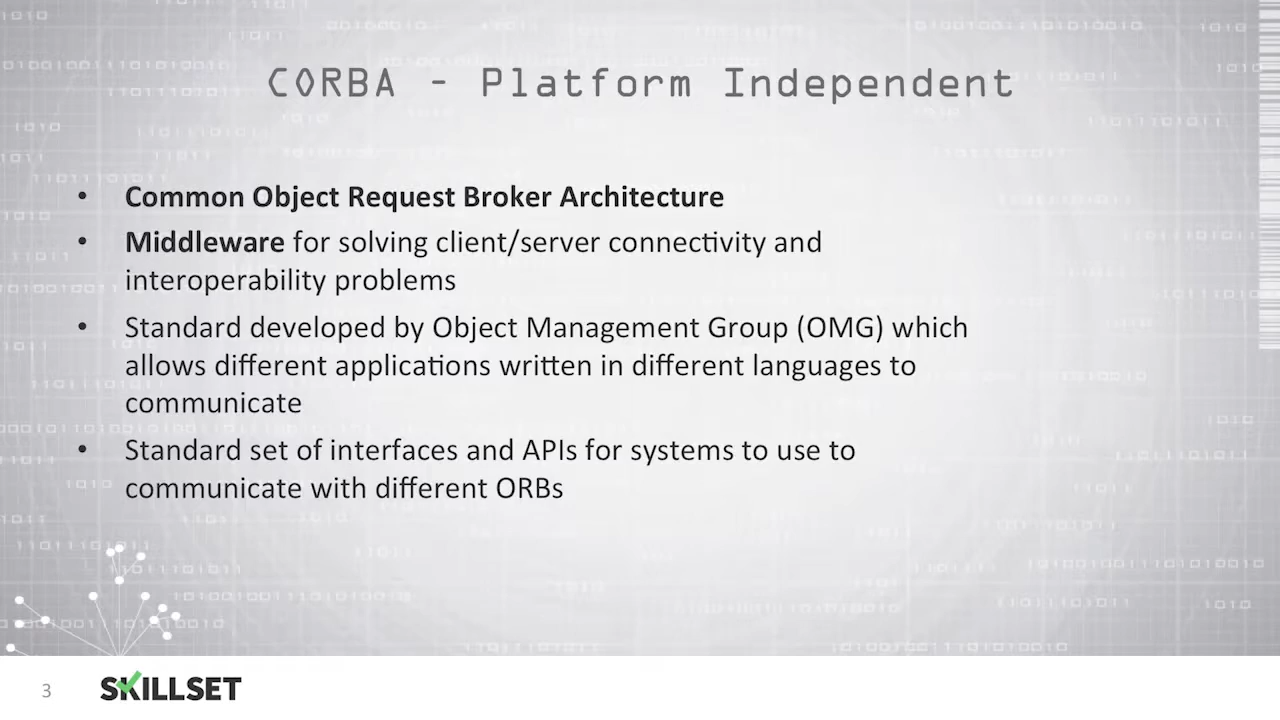 CORBA - Platform Independent
• Common Object Request Broker Architecture
• Middleware for solving client/server connectivity and
interoperability problems
• Standard developed by Object Management Group (OMG) which
allows different applications written in different languages to
communicate
• Standard set of interfaces and APIs for systems to use to
communicate with different ORBs
3
SKILLSET